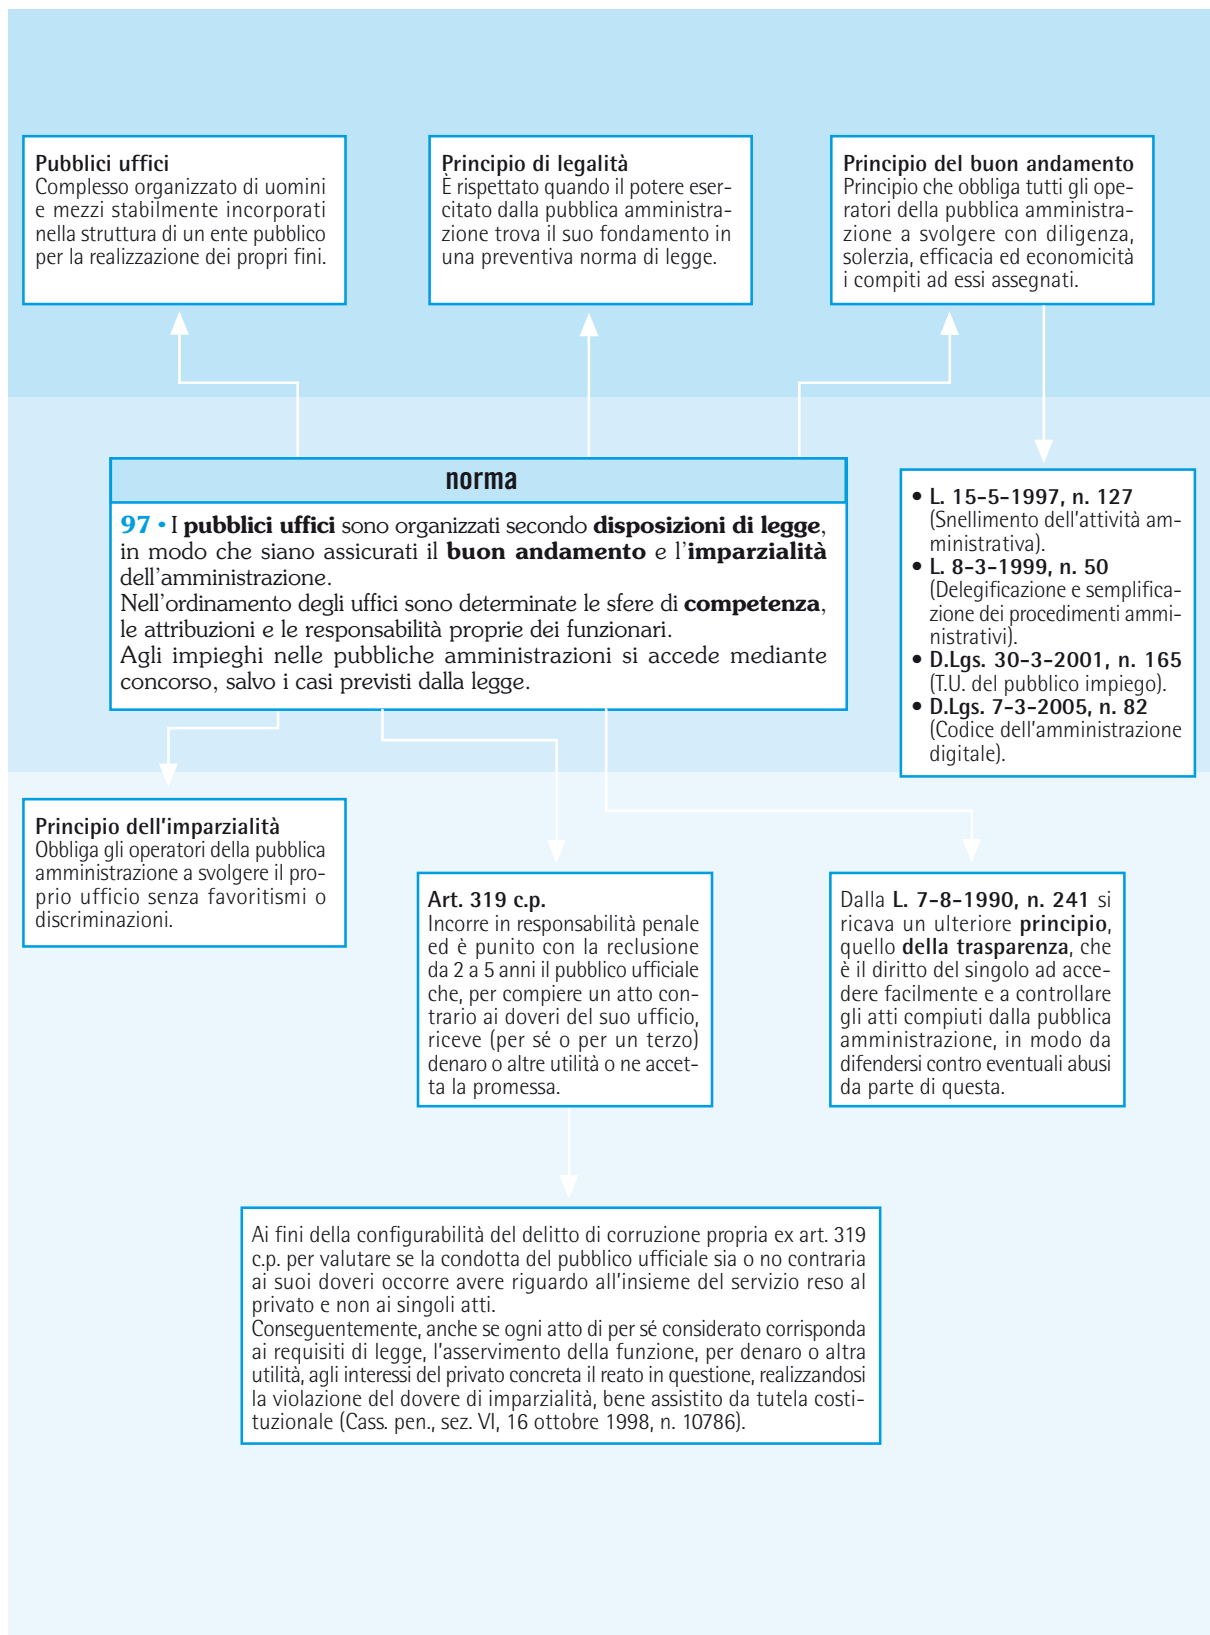 Pubblici uffici
Complesso organizzato di uomini
e mezzi stabilmente incorporati
nella struttura di un ente pubblico
per la realizzazione dei propri fini.
Principio di legalità
È rispettato quando il potere eser-
citato dalla pubblica amministra-
zione trova il suo fondamento in
una preventiva norma di legge.
Principio del buon andamento
Principio che obbliga tutti gli ope-
ratori della pubblica amministra-
zione a svolgere con diligenza,
solerzia, efficacia ed economicità
i compiti ad essi assegnati.
norma
97 • I pubblici uffici sono organizzati secondo disposizioni di legge,
in modo che siano assicurati il buon andamento e l'imparzialità
dell'amministrazione.
Nell'ordinamento degli uffici sono determinate le sfere di competenza,
le attribuzioni e le responsabilità proprie dei funzionari.
Agli impieghi nelle pubbliche amministrazioni si accede mediante
concorso, salvo i casi previsti dalla legge.
• L. 15-5-1997, n. 127
(Snellimento dell'attività am-
ministrativa).
• L. 8-3-1999, n. 50
(Delegificazione e semplifica-
zione dei procedimenti ammi-
nistrativi).
• D.Lgs. 30-3-2001, n. 165
(T.U. del pubblico impiego).
• D.Lgs. 7-3-2005, n. 82
(Codice dell'amministrazione
digitale).
Principio dell'imparzialità
Obbliga gli operatori della pubblica
amministrazione a svolgere il pro-
prio ufficio senza favoritismi o
discriminazioni.
Art. 319 c.p.
Incorre in responsabilità penale
ed è punito con la reclusione
da 2 a 5 anni il pubblico ufficiale
che, per compiere un atto con-
trario ai doveri del suo ufficio,
riceve (per sé o per un terzo)
denaro o altre utilità o ne accet-
ta la promessa.
Dalla L. 7-8-1990, n. 241 si
ricava un ulteriore principio,
quello della trasparenza, che
è il diritto del singolo ad acce-
dere facilmente e a controllare
gli atti compiuti dalla pubblica
amministrazione, in modo da
difendersi contro eventuali abusi
da parte di questa.
Ai fini della configurabilità del delitto di corruzione propria ex art. 319
c.p. per valutare se la condotta del pubblico ufficiale sia o no contraria
ai suoi doveri occorre avere riguardo all'insieme del servizio reso al
privato e non ai singoli atti.
Conseguentemente, anche se ogni atto di per sé considerato corrisponda
ai requisiti di legge, l'asservimento della funzione, per denaro o altra
utilità, agli interessi del privato concreta il reato in questione, realizzandosi
la violazione del dovere di imparzialità, bene assistito da tutela costi-
tuzionale (Cass. pen., sez. VI, 16 ottobre 1998, n. 10786).